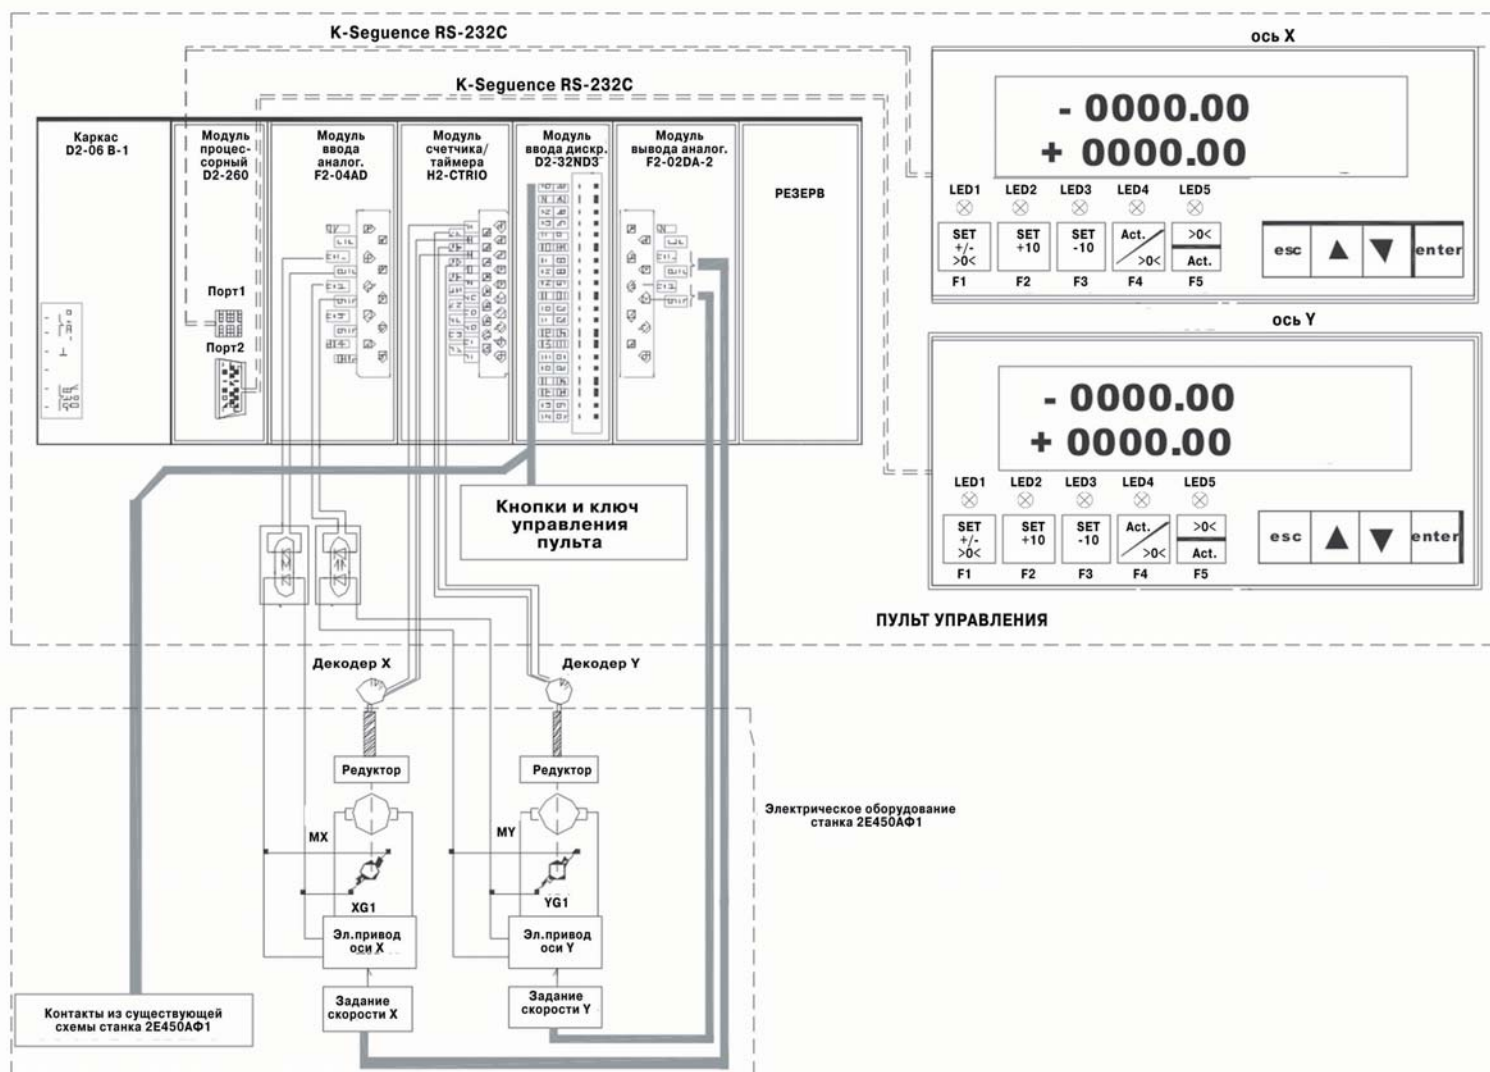 K-Seguence RS-232C
K-Seguence RS-232C
Каркас
D2-06 B-1
Модуль
процес-
сорный
D2-260
Порт1
Порт2
Модуль
ввода
аналог.
F2-04AD
Модуль
счетчика/
таймера
H2-CTRIO
Модуль
ввода дискр.
D2-32ND3
Модуль
вывода аналог.
F2-02DA-2
РЕЗЕРВ
ось X
- 0000.00
+ 0000.00
LED1 LED2 LED3 LED4 LED5
SET
+/-
>0<
SET
+10
SET
-10
Act.
>0<
>0<
Act.
F1 F2 F3 F4 F5
esc ▲ ▼ enter
ось Y
- 0000.00
+ 0000.00
LED1 LED2 LED3 LED4 LED5
SET
+/-
>0<
SET
+10
SET
-10
Act.
>0<
>0<
Act.
F1 F2 F3 F4 F5
esc ▲ ▼ enter
ПУЛЬТ УПРАВЛЕНИЯ
Кнопки и ключ
управления
пульта
Декодер X
Декодер Y
Редуктор
Редуктор
MX
MY
XG1
YG1
Эл.привод
оси X
Эл.привод
оси Y
Задание
скорости X
Задание
скорости Y
Контакты из существующей
схемы станка 2Е450АФ1
Электрическое оборудование
станка 2Е450АФ1